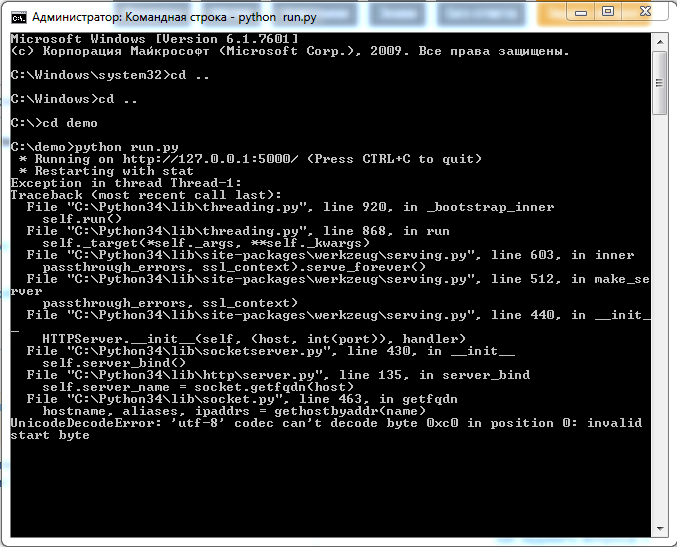 Администратор: Командная строка - python run.py
Microsoft Windows [Version 6.1.7601]
(c) Корпорация Майкрософт (Microsoft Corp.), 2009. Все права защищены.
C:\Windows\system32>cd ..
C:\Windows>cd ..
C:\>cd demo
C:\demo>python run.py
 * Running on http://127.0.0.1:5000/ (Press CTRL+C to quit)
 * Restarting with stat
Exception in thread Thread-1:
Traceback (most recent call last):
  File "C:\Python34\lib\threading.py", line 920, in _bootstrap_inner
    self.run()
  File "C:\Python34\lib\threading.py", line 868, in run
    self._target(*self._args, **self._kwargs)
  File "C:\Python34\lib\site-packages\werkzeug\serving.py", line 603, in inner
    passthrough_errors, ssl_context).serve_forever()
  File "C:\Python34\lib\site-packages\werkzeug\serving.py", line 512, in make_se
rver
    passthrough_errors, ssl_context)
  File "C:\Python34\lib\site-packages\werkzeug\serving.py", line 440, in __init_
_
    HTTPServer.__init__(self, (host, int(port)), handler)
  File "C:\Python34\lib\socketserver.py", line 430, in __init__
    self.server_bind()
  File "C:\Python34\lib\http\server.py", line 135, in server_bind
    self.server_name = socket.getfqdn(host)
  File "C:\Python34\lib\socket.py", line 463, in getfqdn
    hostname, aliases, ipaddrs = gethostbyaddr(name)
UnicodeDecodeError: 'utf-8' codec can't decode byte 0xc0 in position 0: invalid
start byte